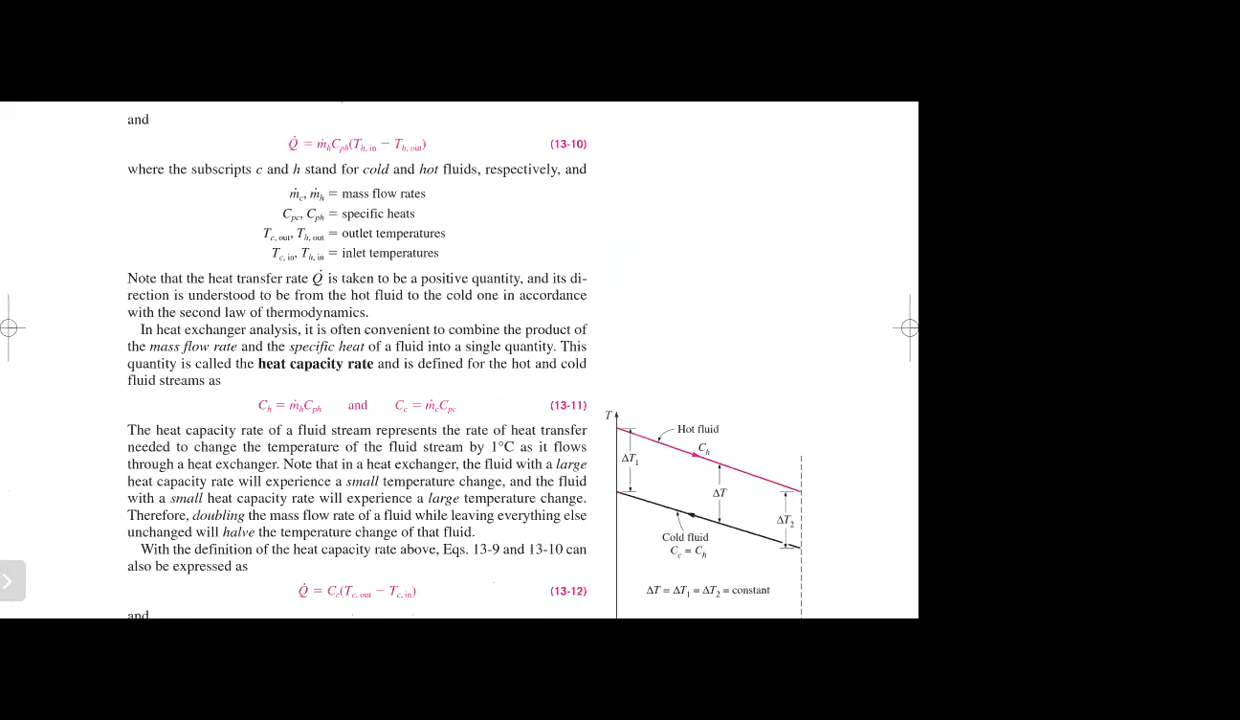 and
Q̇ = ṁ_h C_ph(T_h, in − T_h, out) (13-10)
where the subscripts c and h stand for cold and hot fluids, respectively, and
ṁ_c, ṁ_h = mass flow rates
C_pc, C_ph = specific heats
T_c, out, T_h, out = outlet temperatures
T_c, in, T_h, in = inlet temperatures
Note that the heat transfer rate Q̇ is taken to be a positive quantity, and its di-
rection is understood to be from the hot fluid to the cold one in accordance
with the second law of thermodynamics.
In heat exchanger analysis, it is often convenient to combine the product of
the mass flow rate and the specific heat of a fluid into a single quantity. This
quantity is called the heat capacity rate and is defined for the hot and cold
fluid streams as
C_h = ṁ_h C_ph and C_c = ṁ_c C_pc (13-11)
The heat capacity rate of a fluid stream represents the rate of heat transfer
needed to change the temperature of the fluid stream by 1°C as it flows
through a heat exchanger. Note that in a heat exchanger, the fluid with a large
heat capacity rate will experience a small temperature change, and the fluid
with a small heat capacity rate will experience a large temperature change.
Therefore, doubling the mass flow rate of a fluid while leaving everything else
unchanged will halve the temperature change of that fluid.
With the definition of the heat capacity rate above, Eqs. 13-9 and 13-10 can
also be expressed as
Q̇ = C_c(T_c, out − T_c, in) (13-12)
and
T
Hot fluid
C_h
ΔT_1
ΔT
ΔT_2
Cold fluid
C_c = C_h
ΔT = ΔT_1 = ΔT_2 = constant